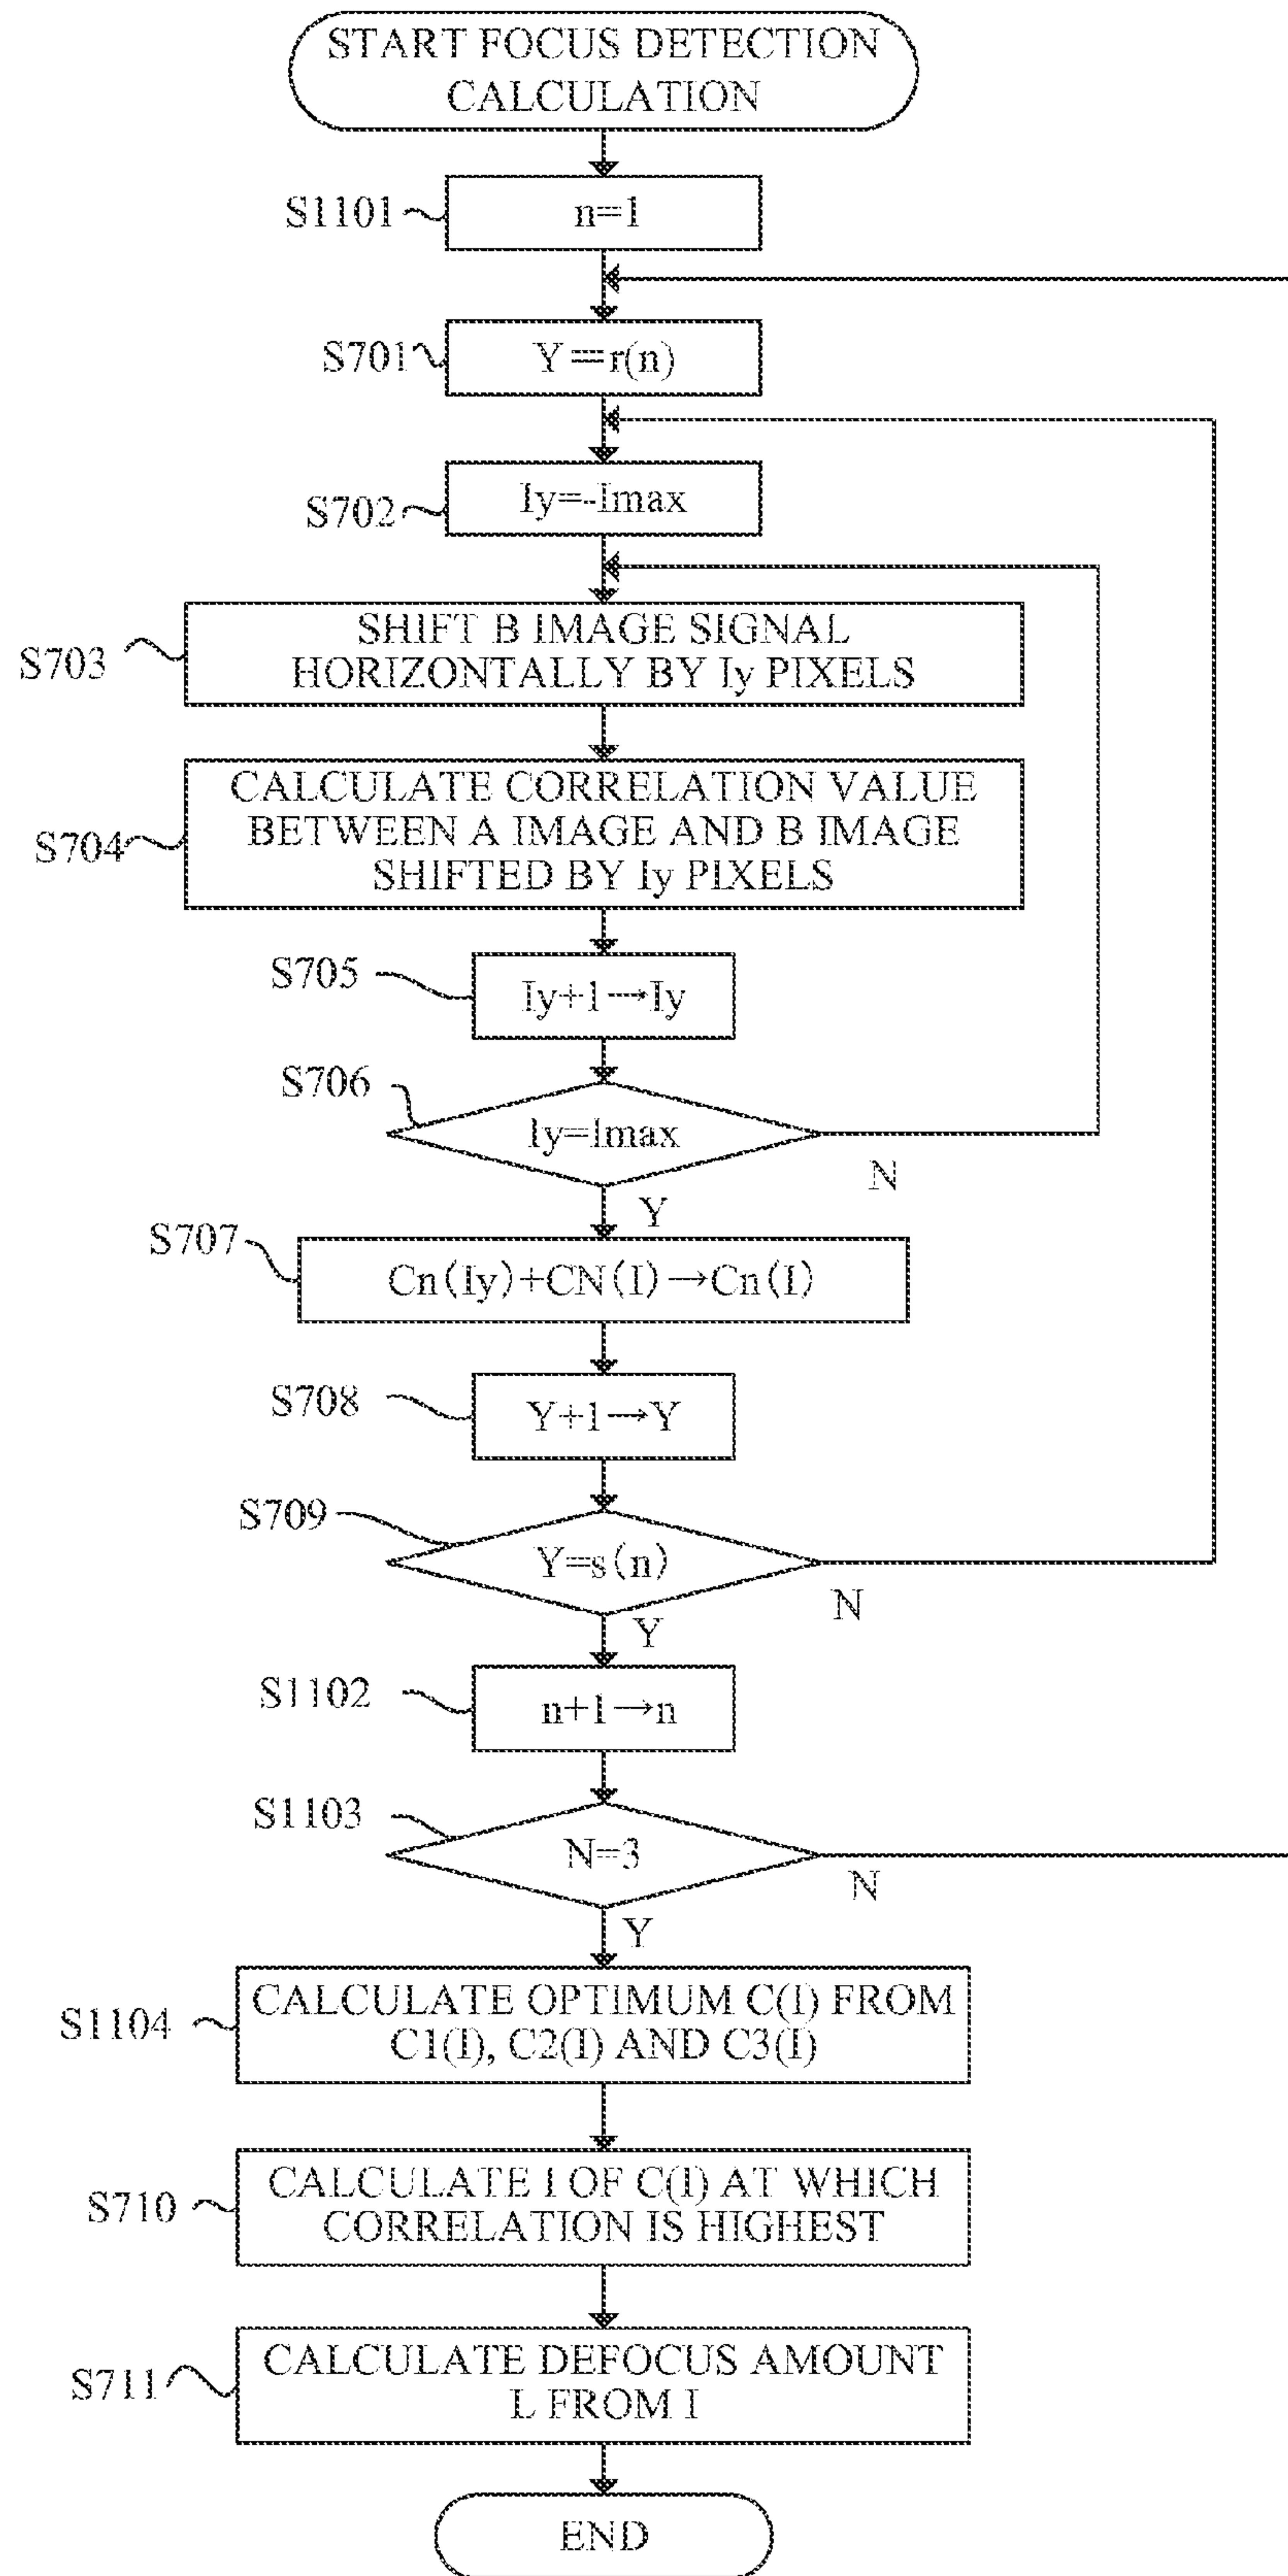 START FOCUS DETECTION
CALCULATION
S1101
n=1
S701
Y=r(n)
S702
Iy=-Imax
S703
SHIFT B IMAGE SIGNAL
HORIZONTALLY BY Iy PIXELS
S704
CALCULATE CORRELATION VALUE
BETWEEN A IMAGE AND B IMAGE
SHIFTED BY Iy PIXELS
S705
Iy+1→Iy
S706
Iy=Imax
N
Y
S707
Cn(Iy)+CN(I)→Cn(I)
S708
Y+1→Y
S709
Y=s(n)
N
Y
S1102
n+1→n
S1103
N=3
N
Y
S1104
CALCULATE OPTIMUM C(I) FROM
C1(I), C2(I) AND C3(I)
S710
CALCULATE I OF C(I) AT WHICH
CORRELATION IS HIGHEST
S711
CALCULATE DEFOCUS AMOUNT
L FROM I
END